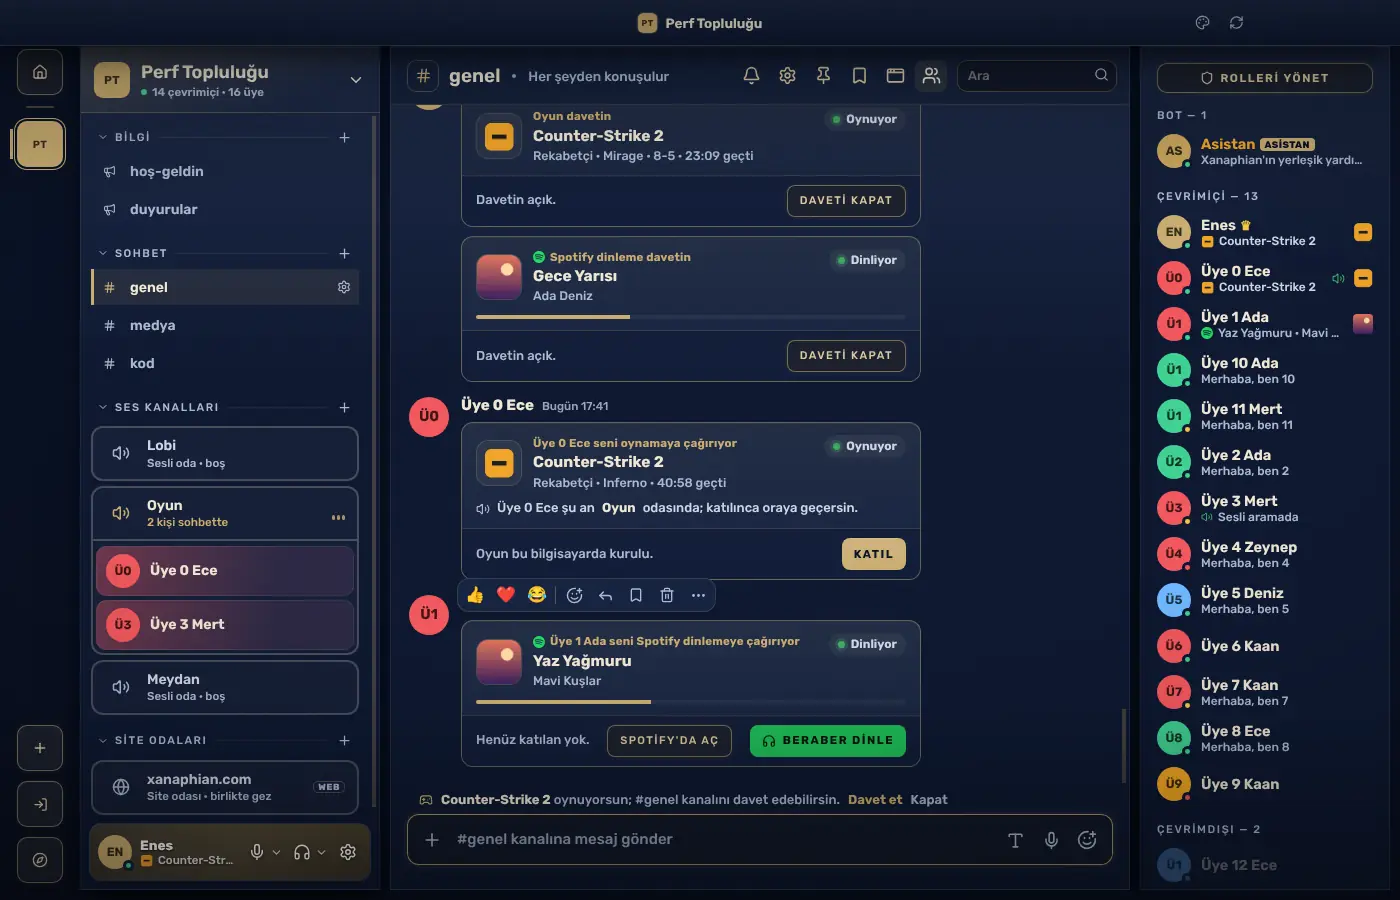 PT Perf Topluluğu
PT
PT
Perf Topluluğu
14 çevrimiçi • 16 üye
BİLGİ
hoş-geldin
duyurular
SOHBET
# genel
# medya
# kod
SES KANALLARI
Lobi
Sesli oda • boş
Oyun
2 kişi sohbette
Ü0 Üye 0 Ece
Ü3 Üye 3 Mert
Meydan
Sesli oda • boş
SİTE ODALARI
xanaphian.com
Site odası • birlikte gez
WEB
EN
Enes
Counter-Str...
# genel • Her şeyden konuşulur
Ara
Oyun davetin
Counter-Strike 2
Rekabetçi • Mirage • 8-5 • 23:09 geçti
Oynuyor
Davetin açık.
DAVETİ KAPAT
Spotify dinleme davetin
Gece Yarısı
Ada Deniz
Dinliyor
Davetin açık.
DAVETİ KAPAT
Ü0
Üye 0 Ece Bugün 17:41
Üye 0 Ece seni oynamaya çağırıyor
Counter-Strike 2
Rekabetçi • Inferno • 40:58 geçti
Oynuyor
Üye 0 Ece şu an Oyun odasında; katılınca oraya geçersin.
Oyun bu bilgisayarda kurulu.
KATIL
Ü1
Üye 1 Ada seni Spotify dinlemeye çağırıyor
Yaz Yağmuru
Mavi Kuşlar
Dinliyor
Henüz katılan yok.
SPOTIFY'DA AÇ
BERABER DİNLE
Counter-Strike 2 oynuyorsun; #genel kanalını davet edebilirsin. Davet et Kapat
#genel kanalına mesaj gönder
ROLLERİ YÖNET
BOT — 1
AS
Asistan ASİSTAN
Xanaphian'ın yerleşik yardı...
ÇEVRİMİÇİ — 13
EN
Enes
Counter-Strike 2
Ü0
Üye 0 Ece
Counter-Strike 2
Ü1
Üye 1 Ada
Yaz Yağmuru • Mavi ...
Ü1
Üye 10 Ada
Merhaba, ben 10
Ü1
Üye 11 Mert
Merhaba, ben 11
Ü2
Üye 2 Ada
Merhaba, ben 2
Ü3
Üye 3 Mert
Sesli aramada
Ü4
Üye 4 Zeynep
Merhaba, ben 4
Ü5
Üye 5 Deniz
Merhaba, ben 5
Ü6
Üye 6 Kaan
Ü7
Üye 7 Kaan
Merhaba, ben 7
Ü8
Üye 8 Ece
Merhaba, ben 8
Ü9
Üye 9 Kaan
ÇEVRİMDIŞI — 2
Ü1
Üye 12 Ece